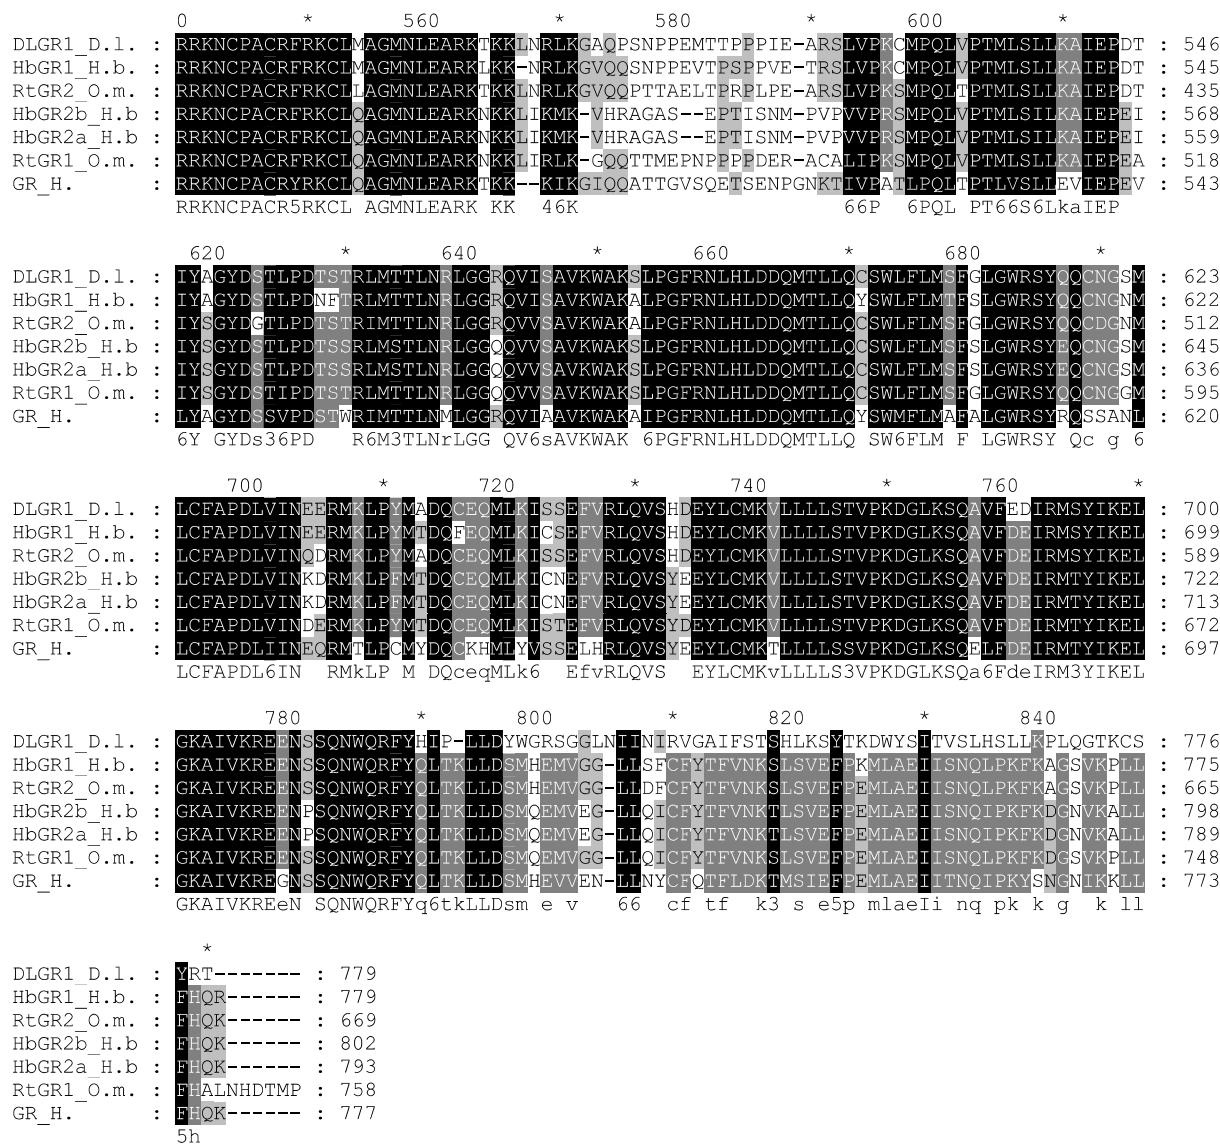 0 * 560 * 580 * 600 *
DLGR1_D.l. : RRKNCPACRFRKCLMAGMNLEARKTKKLNRLKGAQPSNPPEMTTPPPIE-ARSLVPKCMPQLVPTMLSLLKAIEPDT : 546
HbGR1_H.b. : RRKNCPACRFRKCLMAGMNLEARKLKK-NRLKGVQQSNPPEVTPSPPVE-TRSLVPKCMPQLVPTMLSLLKAIEPDT : 545
RtGR2_O.m. : RRKNCPACRFRKCLLAGMNLEARKTKKLNRLKGVQQPTTAELTPRPLPE-ARSLVPKSMPQLTPTMLSLLKAIEPDT : 435
HbGR2b_H.b : RRKNCPACRFRKCLQAGMNLEARKNKKLIKMK-VHRAGAS--EPTISNM-PVPVVPRSMPQLVPTMLSLLKAIEPEI : 568
HbGR2a_H.b : RRKNCPACRFRKCLQAGMNLEARKNKKLIKMK-VHRAGAS--EPTISNM-PVPVVPRSMPQLVPTMLSLLKAIEPEI : 559
RtGR1_O.m. : RRKNCPACRFRKCLQAGMNLEARKNKKLIRLK-GQQTTMEPNPPPPDER-ACALIPKSMPQLVPTMLSLLKAIEPEA : 518
GR_H. : RRKNCPACRYRKCLQAGMNLEARKTKK--KIKGIQQATTGVSQETSENPGNKTIVPATLPQLTPTLVSLLEVIEPEV : 543
RRKNCPACR5RKCL AGMNLEARK KK 46K 66P 6PQL PT66S6LkaIEP
620 * 640 * 660 * 680 *
DLGR1_D.l. : IYAGYDSTLPDTSTRLMTTLNRLGGRQVISAVKWAKSLPGFRNLHLDDQMTLLQCSWLFLMSFGLGWRSYQQCNGSM : 623
HbGR1_H.b. : IYAGYDSTLPDNFTRLMTTLNRLGGRQVISAVKWAKALPGFRNLHLDDQMTLLQYSWLFLMTFSLGWRSYQQCNGNM : 622
RtGR2_O.m. : IYSGYDGTLPDTSTRIMTTLNRLGGRQVVSAVKWAKALPGFRNLHLDDQMTLLQCSWLFLMSFGLGWRSYQQCDGNM : 512
HbGR2b_H.b : IYSGYDSTLPDTSSRLMSTLNRLGGQQVVSAVKWAKSLPGFRNLHLDDQMTLLQCSWLFLMSFSLGWRSYEQCNGSM : 645
HbGR2a_H.b : IYSGYDSTLPDTSSRLMSTLNRLGGQQVVSAVKWAKSLPGFRNLHLDDQMTLLQCSWLFLMSFSLGWRSYEQCNGSM : 636
RtGR1_O.m. : IYSGYDSTIPDTSTRLMTTLNRLGGRQVVSAVKWAKSLPGFRNLHLDDQMTLLQCSWLFLMSFGLGWRSYQQCNGGM : 595
GR_H. : LYAGYDSSVPDSTWRIMTTLNMLGGRQVIAAVKWAKAIPGFRNLHLDDQMTLLQYSWMFLMAFALGWRSYRQSSANL : 620
6Y GYDs36PD R6M3TLNrLGG QV6sAVKWAK 6PGFRNLHLDDQMTLLQ SW6FLM F LGWRSY Qc g 6
700 * 720 * 740 * 760 *
DLGR1_D.l. : LCFAPDLVINEERMKLPYMADQCEQMLKISSEFVRLQVSHDEYLCMKVLLLLSTVPKDGLKSQAVFEDIRMSYIKEL : 700
HbGR1_H.b. : LCFAPDLVINEERMKLPYMTDQFEQMLKICSEFVRLQVSHDEYLCMKVLLLLSTVPKDGLKSQAVFDEIRMSYIKEL : 699
RtGR2_O.m. : LCFAPDLVINQDRMKLPYMADQCEQMLKISSEFVRLQVSHDEYLCMKVLLLLSTVPKDGLKSQAVFDEIRMSYIKEL : 589
HbGR2b_H.b : LCFAPDLVINKDRMKLPFMTDQCEQMLKICNEFVRLQVSYEEYLCMKVLLLLSTVPKDGLKSQAVFDEIRMTYIKEL : 722
HbGR2a_H.b : LCFAPDLVINKDRMKLPFMTDQCEQMLKICNEFVRLQVSYEEYLCMKVLLLLSTVPKDGLKSQAVFDEIRMTYIKEL : 713
RtGR1_O.m. : LCFAPDLVINDERMKLPYMTDQCEQMLKISTEFVRLQVSYDEYLCMKVLLLLSTVPKDGLKSQAVFDEIRMTYIKEL : 672
GR_H. : LCFAPDLIINEQRMTLPCMYDQCKHMLYVSSELHRLQVSYEEYLCMKTLLLLSSVPKDGLKSQELFDEIRMTYIKEL : 697
LCFAPDL6IN RMkLP M DQceqMLk6 EfvRLQVS EYLCMKvLLLLS3VPKDGLKSQa6FdeIRM3YIKEL
780 * 800 * 820 * 840
DLGR1_D.l. : GKAIVKREENSSQNWQRFYHIP-LLDYWGRSGGLNIINIRVGAIFSTSHLKSYTKDWYSITVSLHSLLKPLQGTKCS : 776
HbGR1_H.b. : GKAIVKREENSSQNWQRFYQLTKLLDSMHEMVGG-LLSFCFYTFVNKSLSVEFPKMLAEIISNQLPKFKAGSVKPLL : 775
RtGR2_O.m. : GKAIVKREENSSQNWQRFYQLTKLLDSMHEMVGG-LLDFCFYTFVNKSLSVEFPEMLAEIISNQLPKFKAGSVKPLL : 665
HbGR2b_H.b : GKAIVKREENPSQNWQRFYQLTKLLDSMQEMVEG-LLQICFYTFVNKTLSVEFPEMLAEIISNQIPKFKDGNVKALL : 798
HbGR2a_H.b : GKAIVKREENPSQNWQRFYQLTKLLDSMQEMVEG-LLQICFYTFVNKTLSVEFPEMLAEIISNQIPKFKDGNVKALL : 789
RtGR1_O.m. : GKAIVKREENSSQNWQRFYQLTKLLDSMQEMVGG-LLQICFYTFVNKSLSVEFPEMLAEIISNQLPKFKDGSVKPLL : 748
GR_H. : GKAIVKREGNSSQNWQRFYQLTKLLDSMHEVVEN-LLNYCFQTFLDKTMSIEFPEMLAEIITNQIPKYSNGNIKKLL : 773
GKAIVKREeN SQNWQRFYq6tkLLDsm e v 66 cf tf k3 s e5p mlaeIi nq pk k g k ll
*
DLGR1_D.l. : YRT------- : 779
HbGR1_H.b. : FHQR------ : 779
RtGR2_O.m. : FHQK------ : 669
HbGR2b_H.b : FHQK------ : 802
HbGR2a_H.b : FHQK------ : 793
RtGR1_O.m. : FHALNHDTMP : 758
GR_H. : FHQK------ : 777
5h